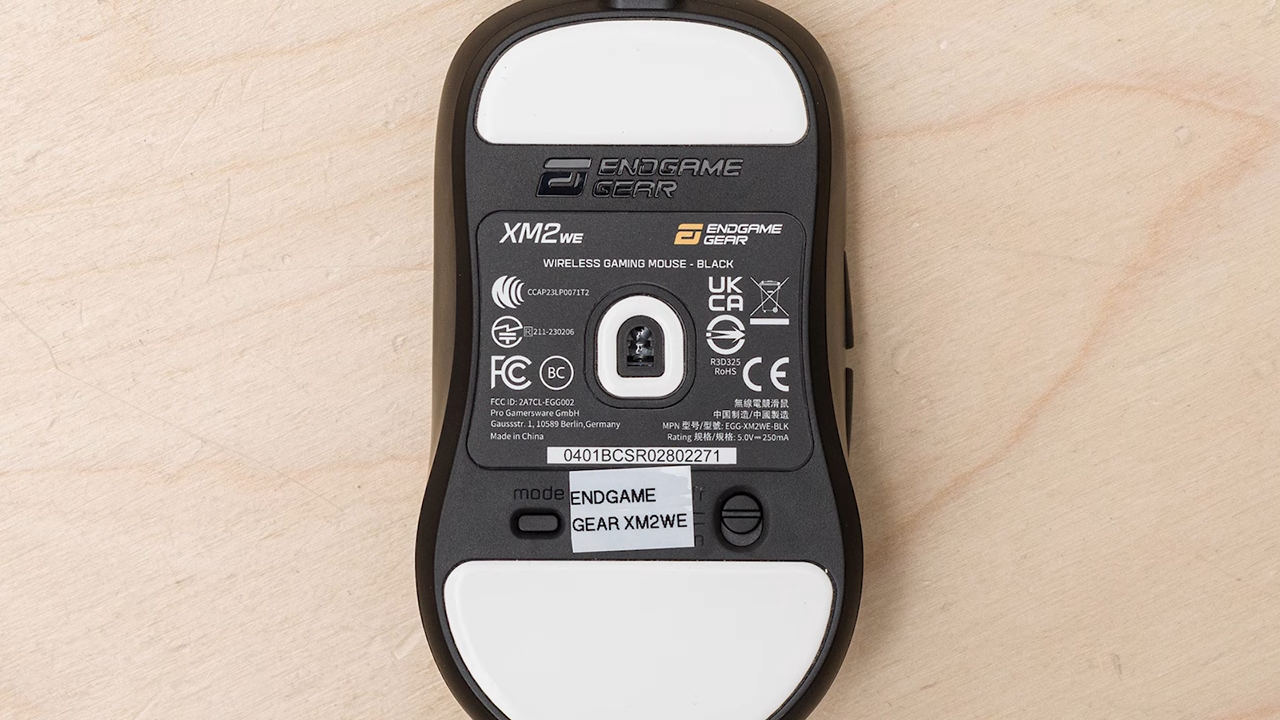 ENDGAME
GEAR
XM2WE
ENDGAME
GEAR
WIRELESS GAMING MOUSE - BLACK
CCAP23LP0071T2
R 211-230206
FC
BC
UK
CA
R3D325
RoHS
CE
FCC ID: 2A7CL-EGG002
Pro Gamersware GmbH
Gaussstr. 1, 10589 Berlin,Germany
Made in China
無線電競滑鼠
中国制造/中國製造
MPN 型号/型號: EGG-XM2WE-BLK
Rating 规格/規格: 5.0V⎓250mA
0401BCSR02802271
mode
ENDGAME
GEAR XM2WE